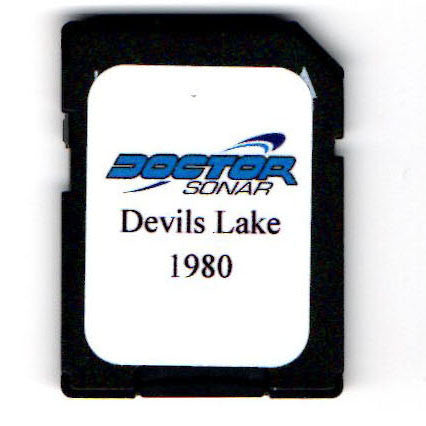 DOCTOR
SONAR
Devils Lake
1980